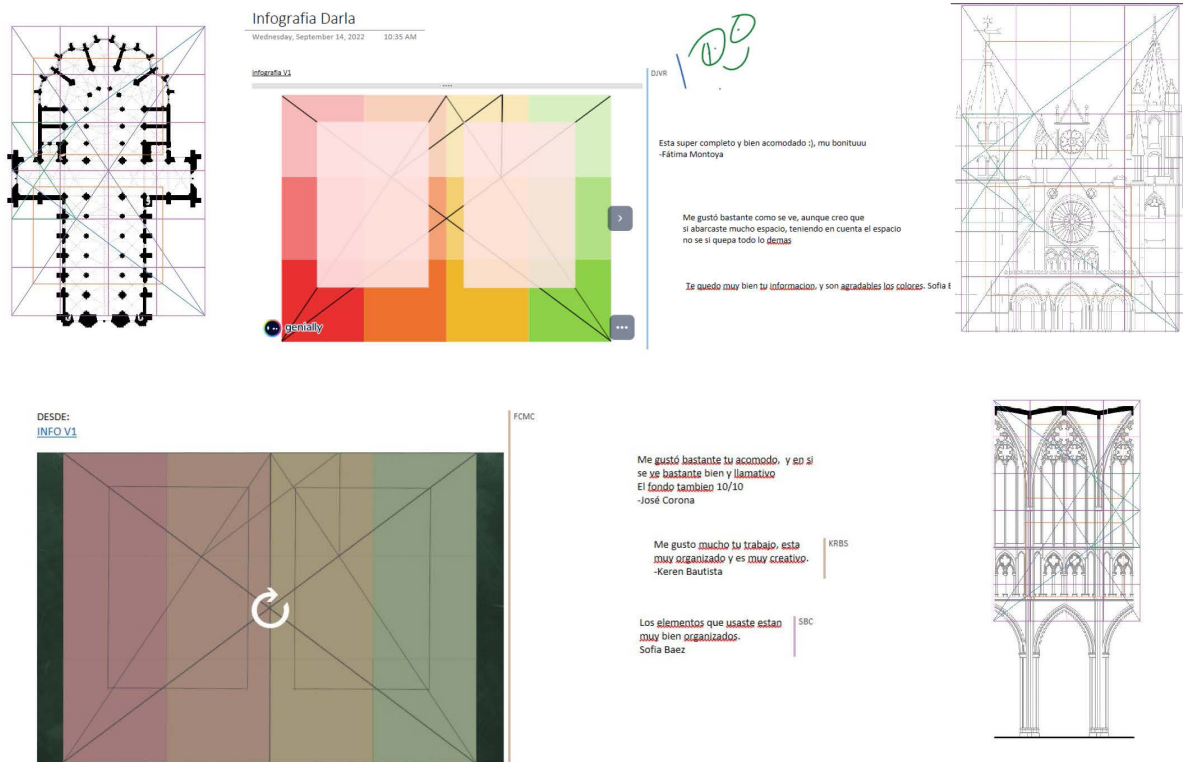 Infografia Darla
Wednesday, September 14, 2022 10:35 AM
Infografia V1
DJVR
Esta super completo y bien acomodado :), mu bonituuu
-Fátima Montoya
Me gustó bastante como se ve, aunque creo que
si abarcaste mucho espacio, teniendo en cuenta el espacio
no se si quepa todo lo demas
Te quedo muy bien tu informacion, y son agradables los colores. Sofia
genially
DESDE:
INFO V1
FCMC
Me gustó bastante tu acomodo, y en si
se ve bastante bien y llamativo
El fondo tambien 10/10
-José Corona
Me gusto mucho tu trabajo, esta
muy organizado y es muy creativo.
-Keren Bautista
KRBS
Los elementos que usaste estan
muy bien organizados.
Sofia Baez
SBC